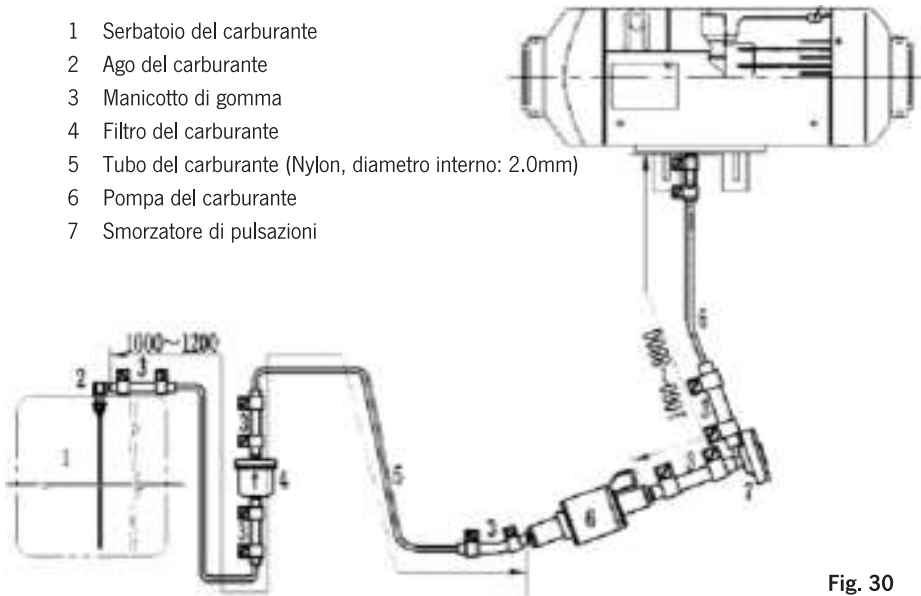 1 Serbatoio del carburante
2 Ago del carburante
3 Manicotto di gomma
4 Filtro del carburante
5 Tubo del carburante (Nylon, diametro interno: 2.0mm)
6 Pompa del carburante
7 Smorzatore di pulsazioni
1000~1200
2
3
1
4
5
3
6
7
Fig. 30